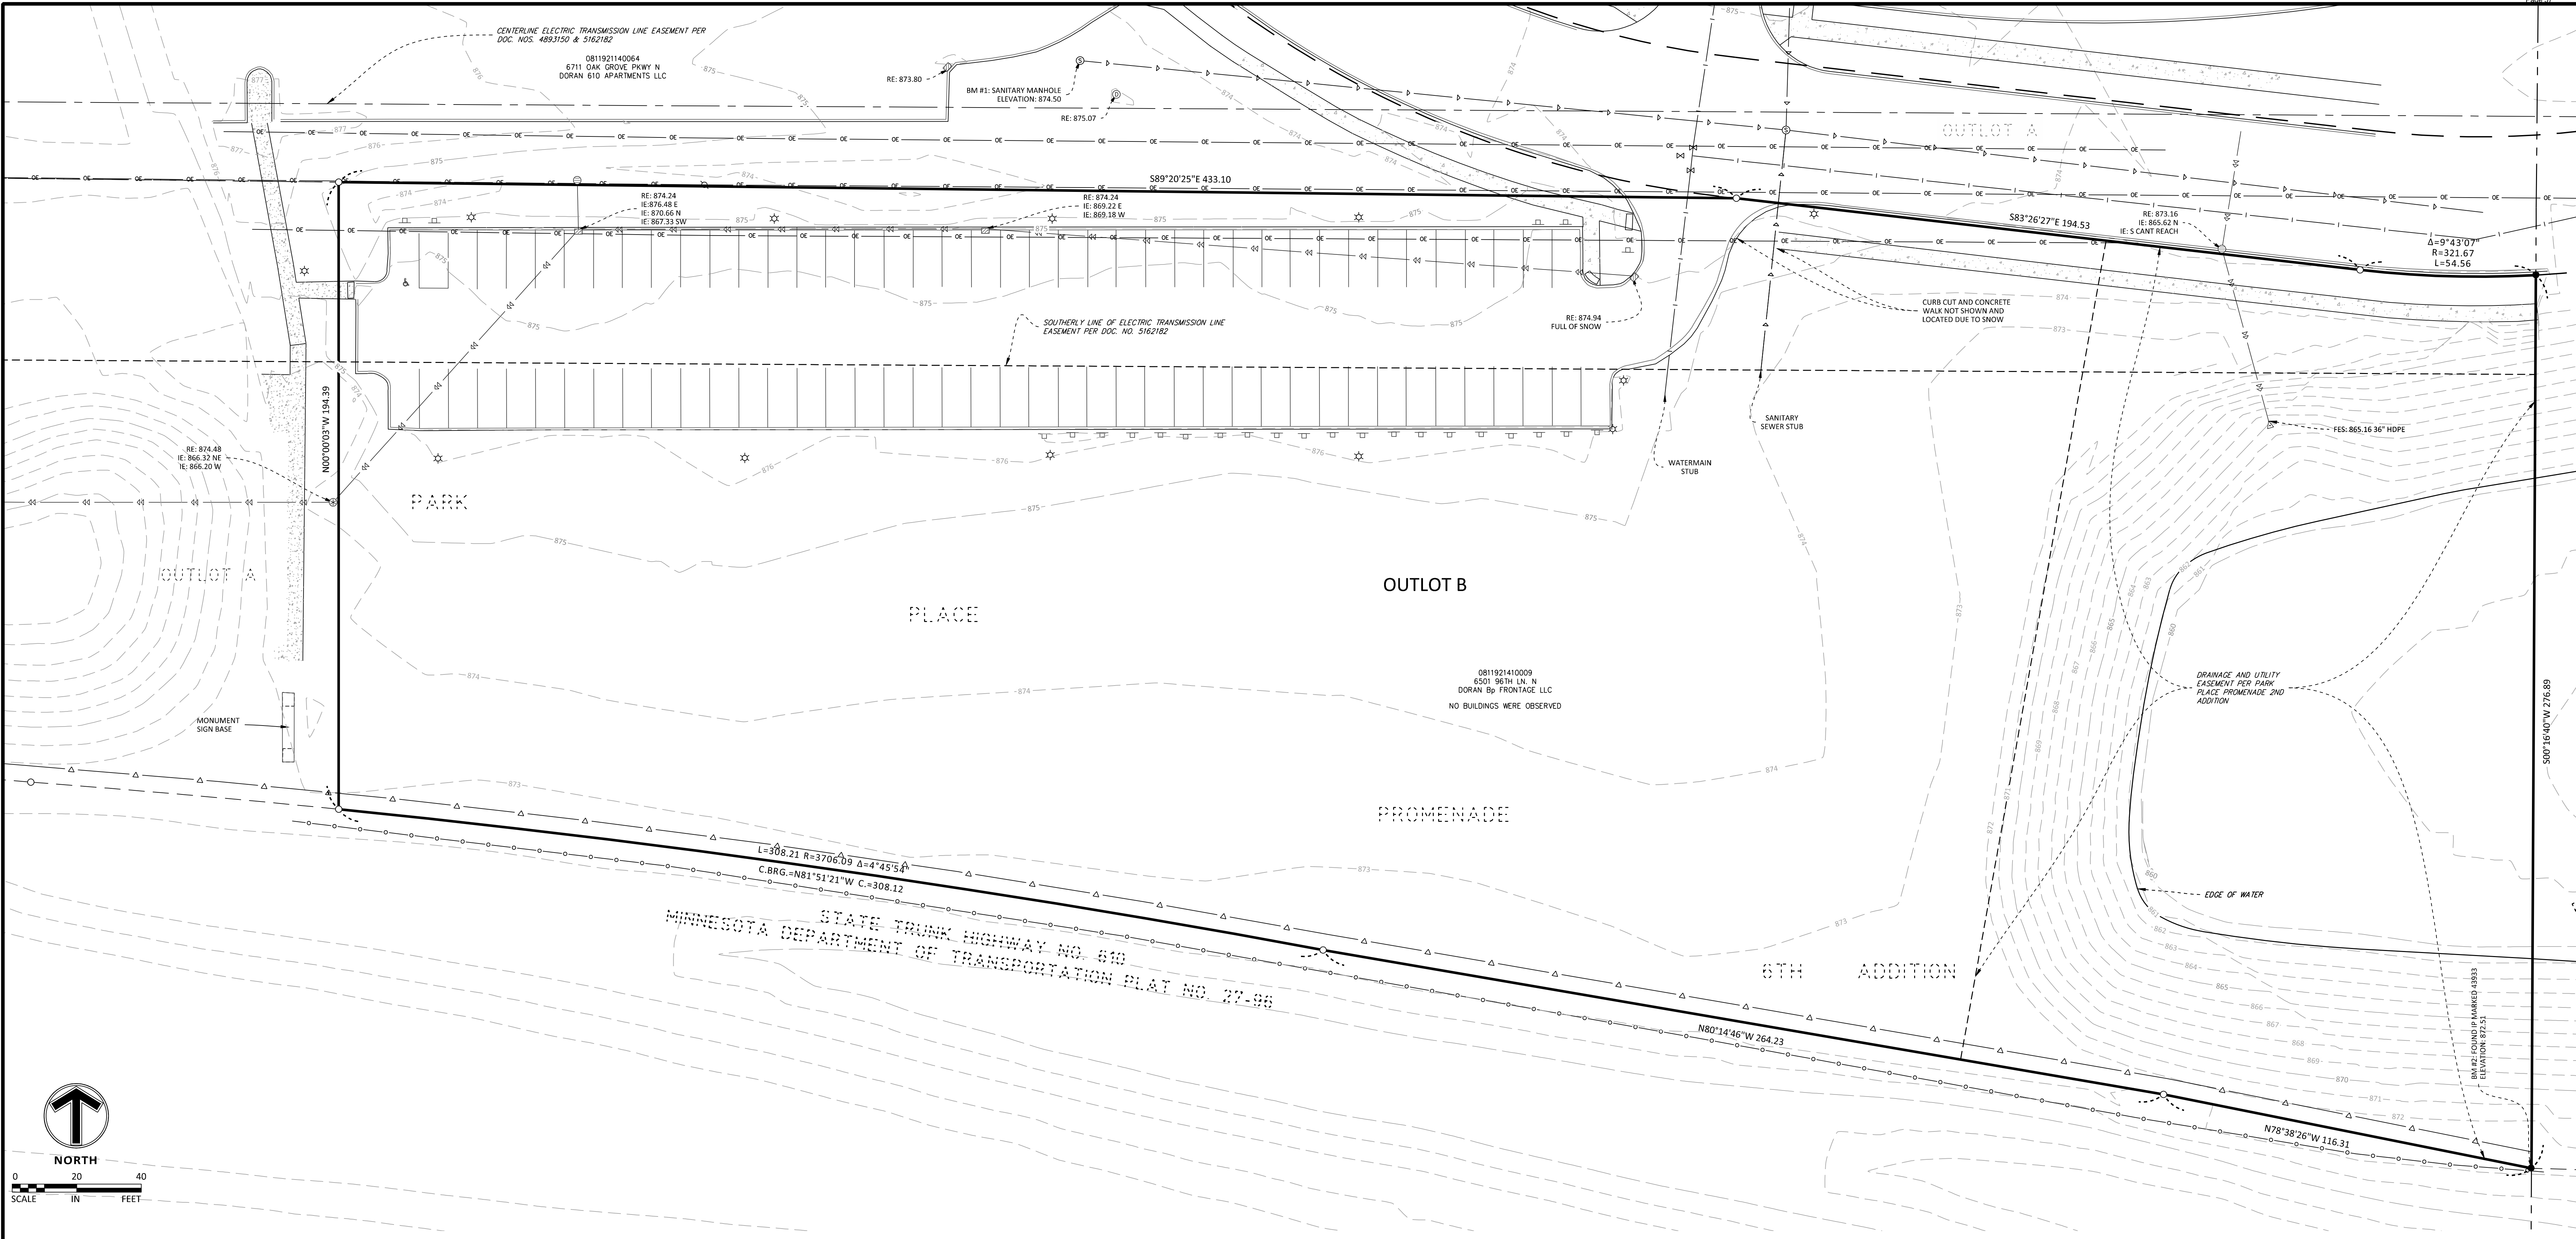 CENTERLINE ELECTRIC TRANSMISSION LINE EASEMENT PER
DOC. NOS. 4893150 & 5162182
0811921140064
6711 OAK GROVE PKWY N
DORAN 610 APARTMENTS LLC
RE: 873.80
BM #1: SANITARY MANHOLE
ELEVATION: 874.50
RE: 875.07
OUTLOT A
S89°20'25"E 433.10
RE: 874.24
IE:876.48 E
IE: 870.66 N
IE: 867.33 SW
RE: 874.24
IE: 869.22 E
IE: 869.18 W
S83°26'27"E 194.53
RE: 873.16
IE: 865.62 N
IE: S CANT REACH
Δ=9°43'07"
R=321.67
L=54.56
CURB CUT AND CONCRETE
WALK NOT SHOWN AND
LOCATED DUE TO SNOW
RE: 874.94
FULL OF SNOW
SOUTHERLY LINE OF ELECTRIC TRANSMISSION LINE
EASEMENT PER DOC. NO. 5162182
N00°00'03"W 194.39
SANITARY
SEWER STUB
FES: 865.16 36" HDPE
RE: 874.48
IE: 866.32 NE
IE: 866.20 W
WATERMAIN
STUB
PARK
OUTLOT A
OUTLOT B
PLACE
0811921410009
6501 96TH LN. N
DORAN Bp FRONTAGE LLC
NO BUILDINGS WERE OBSERVED
DRAINAGE AND UTILITY
EASEMENT PER PARK
PLACE PROMENADE 2ND
ADDITION
S00°16'40"W 276.89
MONUMENT
SIGN BASE
PROMENADE
L=308.21 R=3706.09 Δ=4°45'54"
C.BRG.=N81°51'21"W C.=308.12
EDGE OF WATER
STATE TRUNK HIGHWAY NO. 610
MINNESOTA DEPARTMENT OF TRANSPORTATION PLAT NO. 27-96
6TH ADDITION
N80°14'46"W 264.23
BM #2: FOUND IP MARKED 43933
ELEVATION: 872.51
N78°38'26"W 116.31
NORTH
0 20 40
SCALE IN FEET